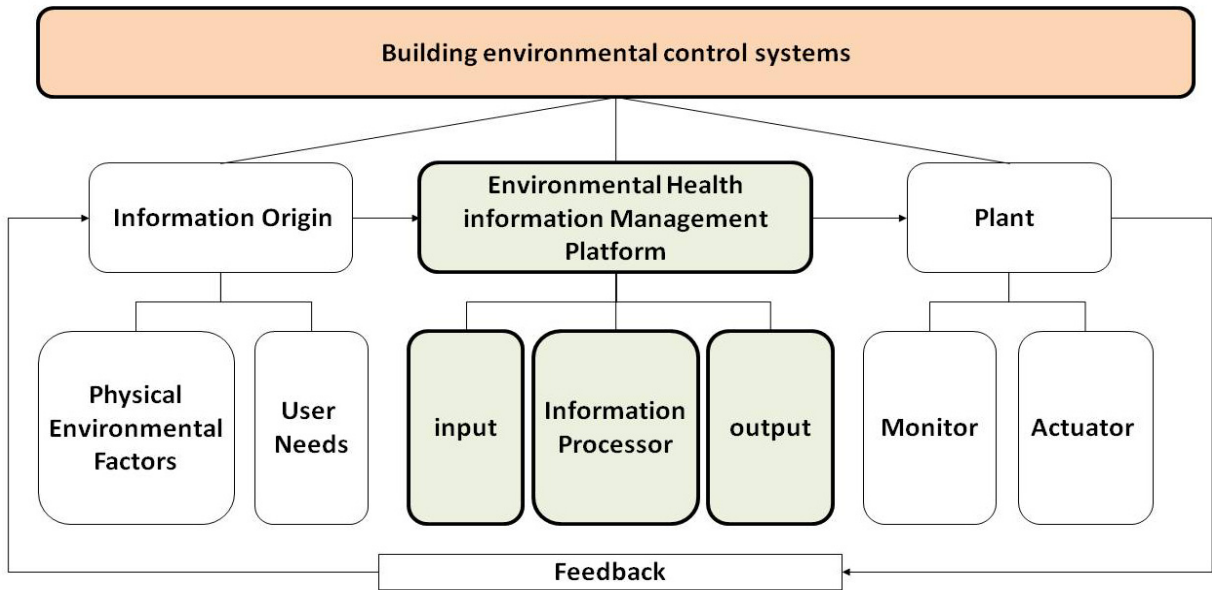 Building environmental control systems
Information Origin
Environmental Health
information Management
Platform
Plant
Physical
Environmental
Factors
User
Needs
input
Information
Processor
output
Monitor
Actuator
Feedback